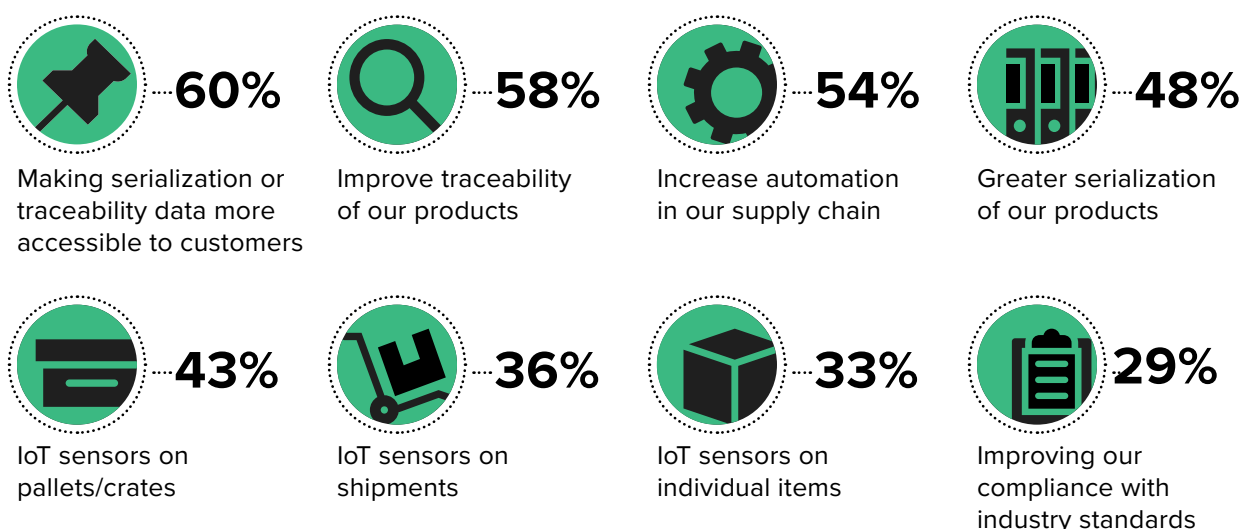 60%
Making serialization or
traceability data more
accessible to customers
58%
Improve traceability
of our products
54%
Increase automation
in our supply chain
48%
Greater serialization
of our products
43%
IoT sensors on
pallets/crates
36%
IoT sensors on
shipments
33%
IoT sensors on
individual items
29%
Improving our
compliance with
industry standards